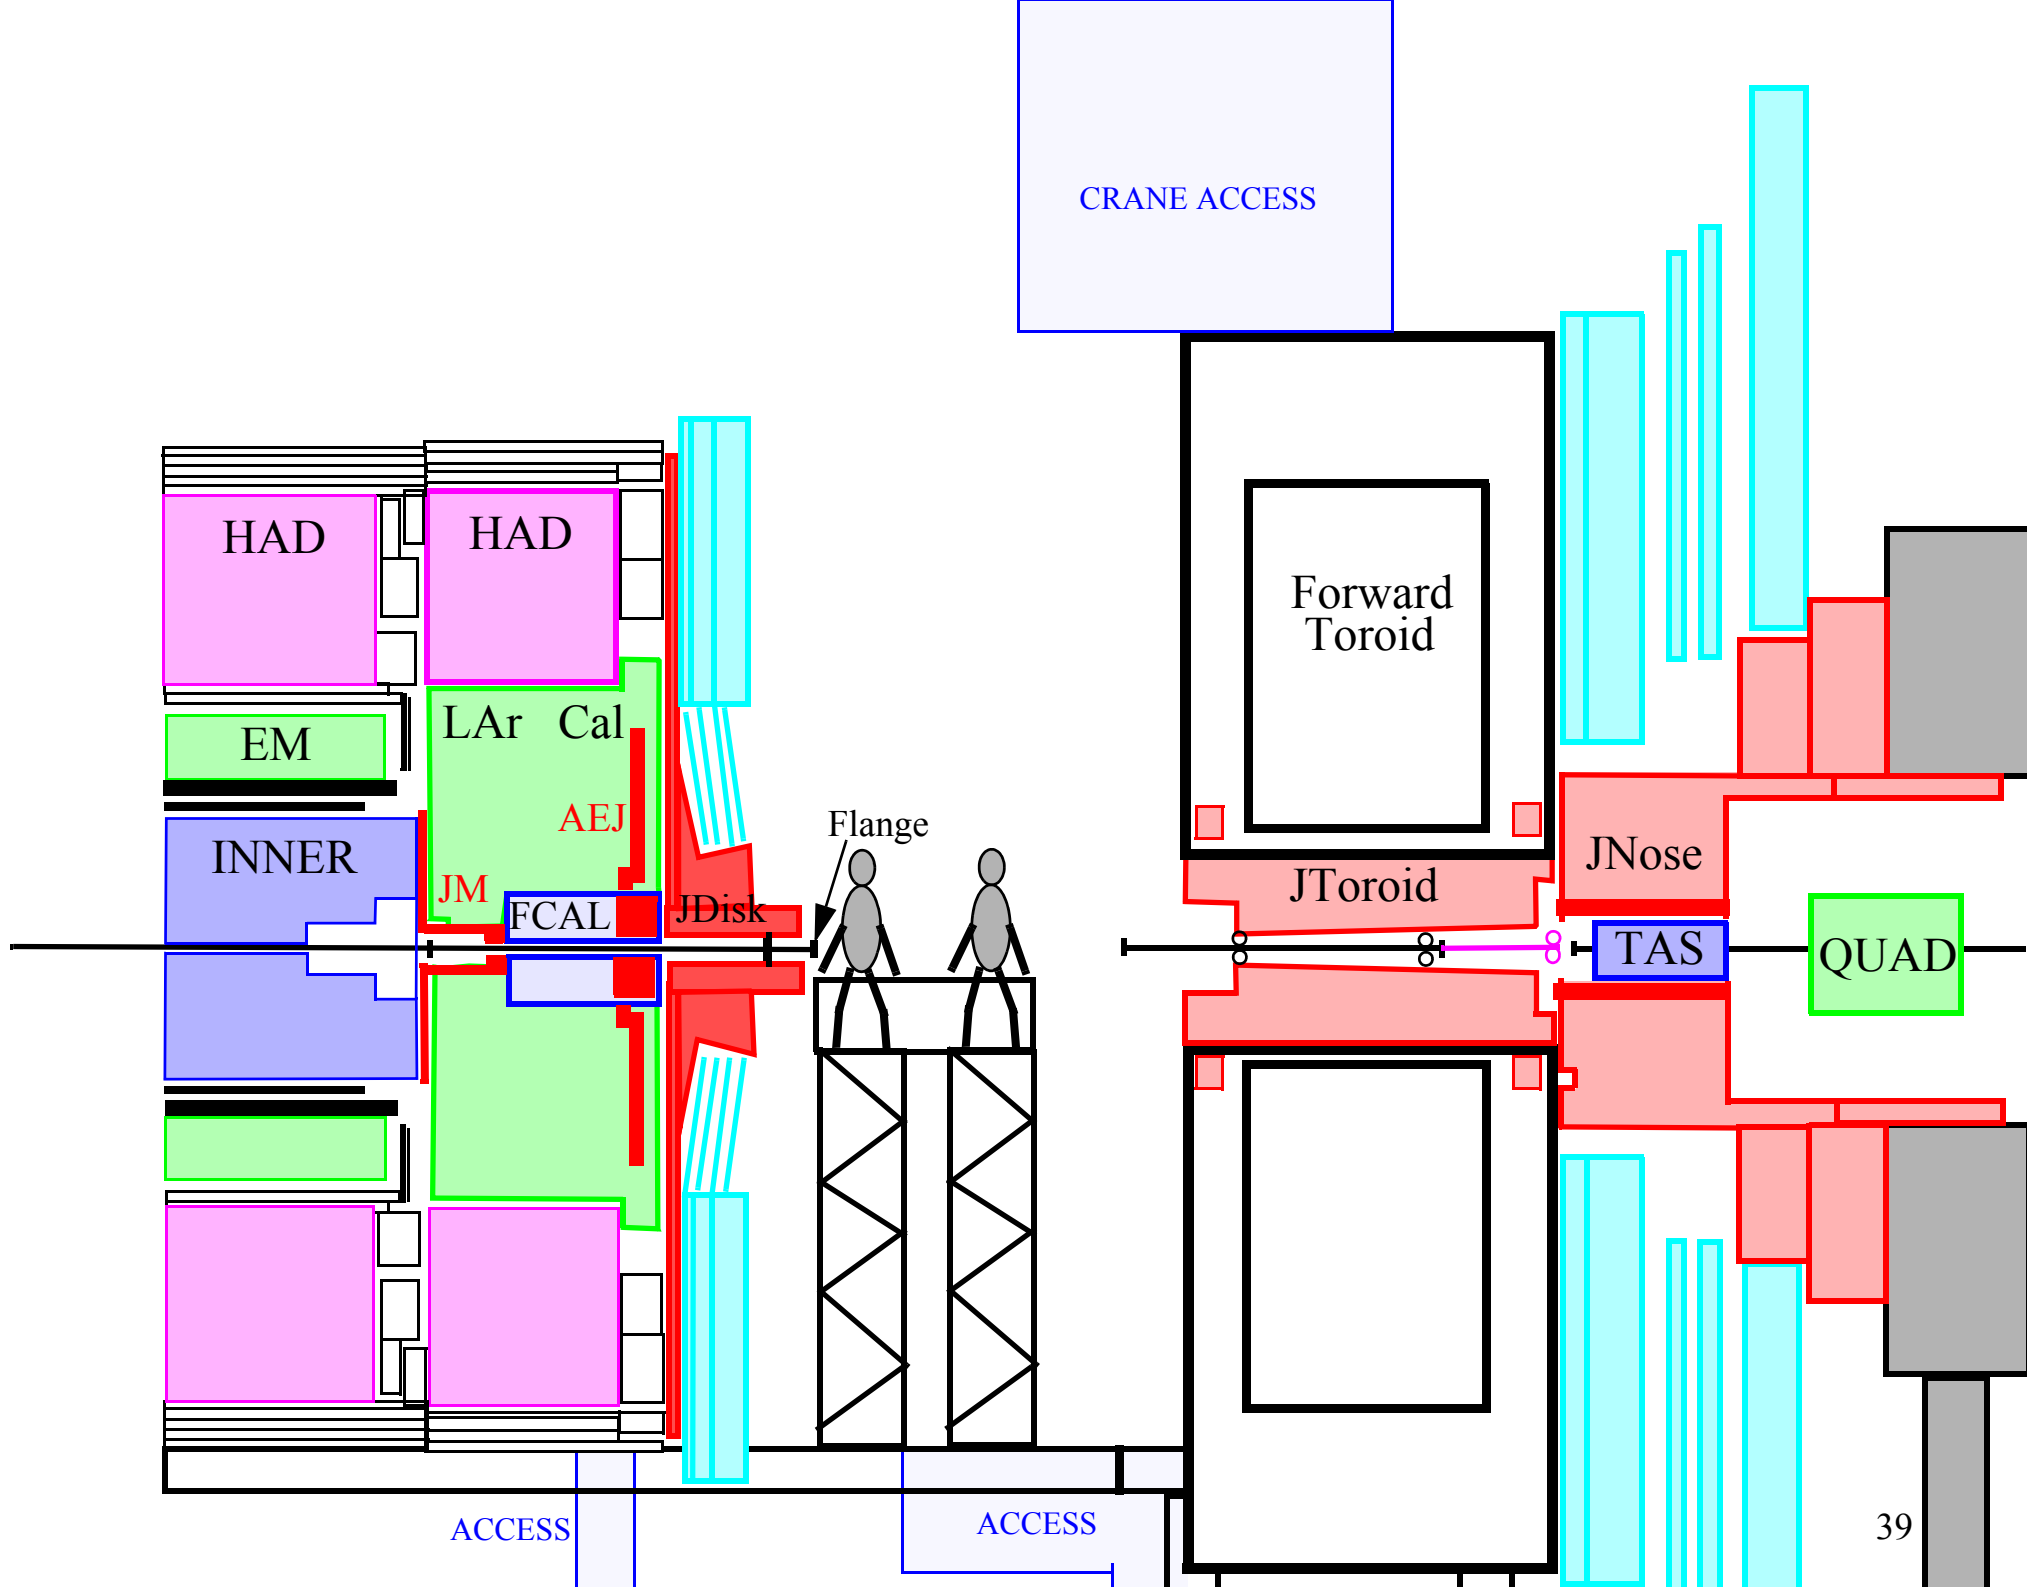 CRANE ACCESS
HAD
HAD
Forward
Toroid
LAr Cal
EM
AEJ
Flange
INNER
JM
FCAL
JDisk
JToroid
JNose
TAS
QUAD
ACCESS
ACCESS
39